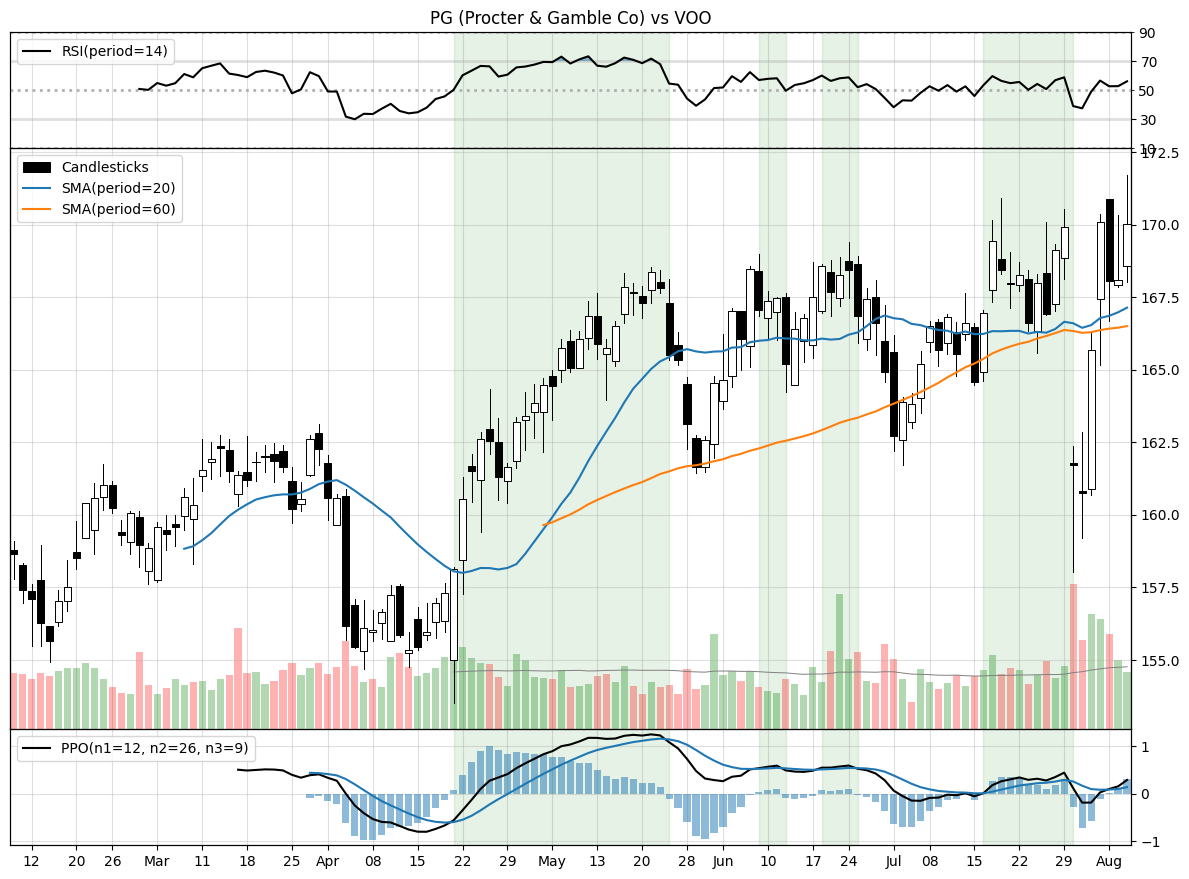 PG (Procter & Gamble Co) vs VOO
RSI(period=14)
90
70
50
30
10
Candlesticks
SMA(period=20)
SMA(period=60)
172.5
170.0
167.5
165.0
162.5
160.0
157.5
155.0
PPO(n1=12, n2=26, n3=9)
1
0
−1
12 20 26 Mar 11 18 25 Apr 08 15 22 29 May 13 20 28 Jun 10 17 24 Jul 08 15 22 29 Aug